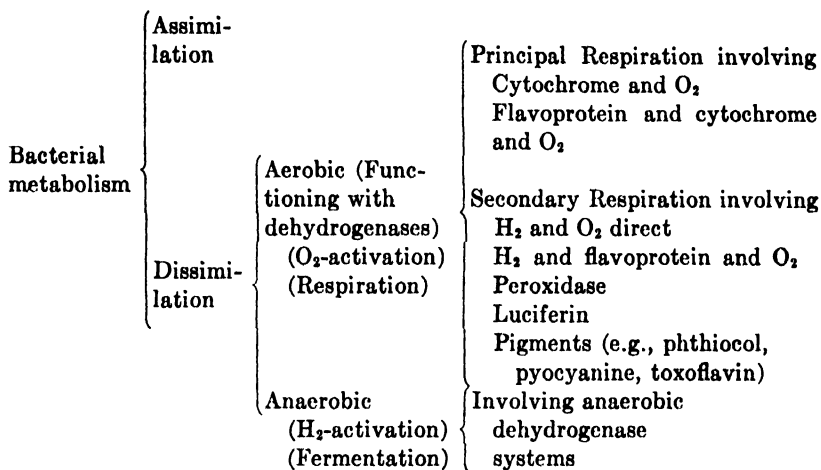 Assimi-
lation
Bacterial
metabolism
Dissimi-
lation
Aerobic (Func-
tioning with
dehydrogenases)
(O₂-activation)
(Respiration)
Principal Respiration involving
Cytochrome and O₂
Flavoprotein and cytochrome
and O₂
Secondary Respiration involving
H₂ and O₂ direct
H₂ and flavoprotein and O₂
Peroxidase
Luciferin
Pigments (e.g., phthiocol,
pyocyanine, toxoflavin)
Anaerobic
(H₂-activation)
(Fermentation)
Involving anaerobic
dehydrogenase
systems